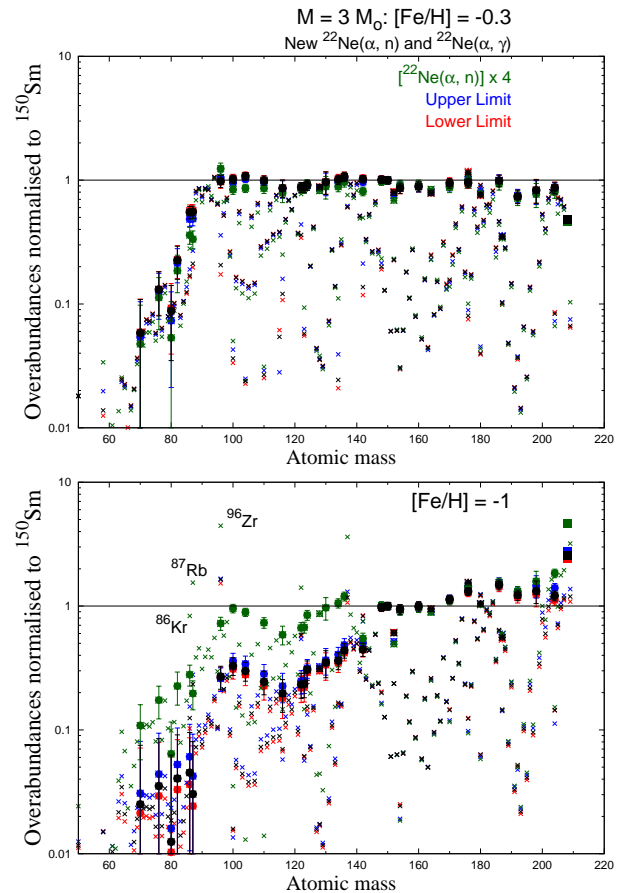 M = 3 Mₒ: [Fe/H] = -0.3
New ²²Ne(α, n) and ²²Ne(α, γ)
[²²Ne(α, n)] x 4
Upper Limit
Lower Limit
Overabundances normalised to ¹⁵⁰Sm
10
1
0.1
0.01
60 80 100 120 140 160 180 200 220
Atomic mass
[Fe/H] = -1
⁹⁶Zr
⁸⁷Rb
⁸⁶Kr
Overabundances normalised to ¹⁵⁰Sm
10
1
0.1
0.01
60 80 100 120 140 160 180 200 220
Atomic mass